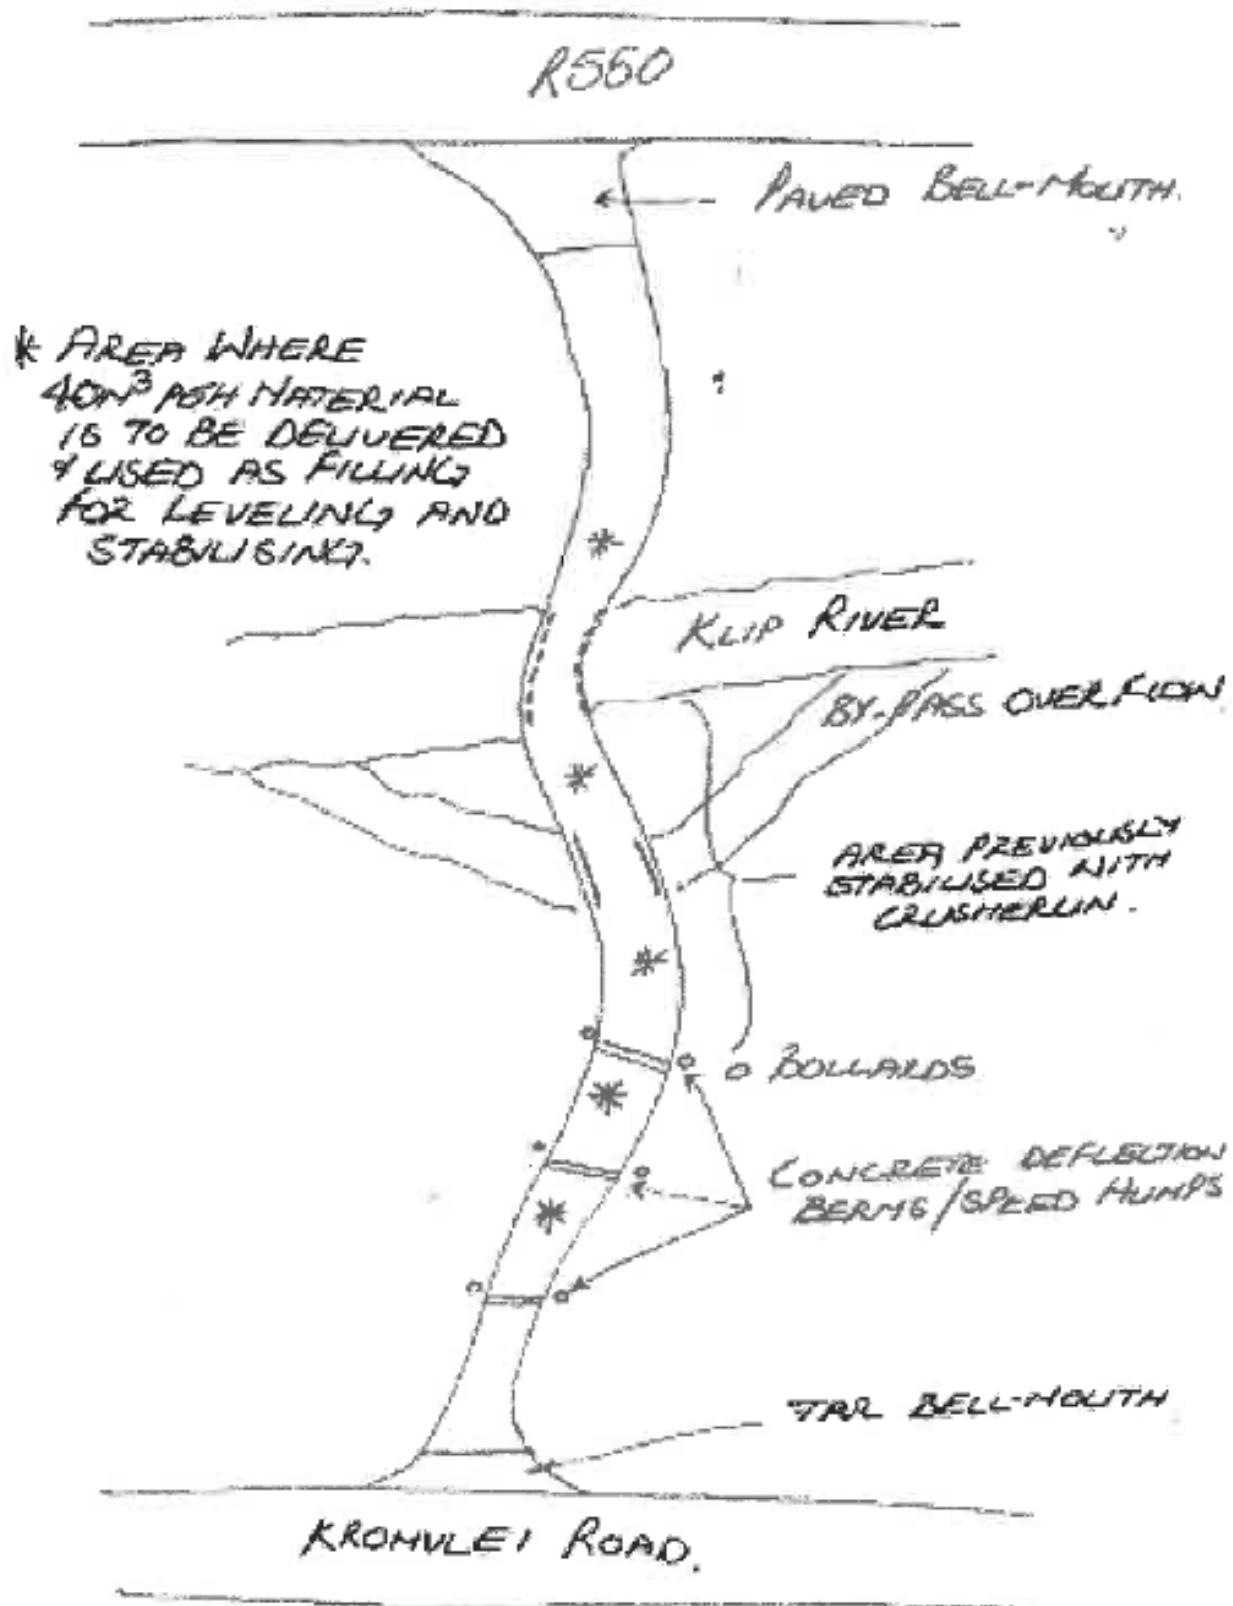 R550
PAVED BELL-MOUTH.
* AREA WHERE
40M³ ASH MATERIAL
IS TO BE DELIVERED
& USED AS FILLING
FOR LEVELING AND
STABILISING.
KLIP RIVER
BY-PASS OVERFLOW
AREA PREVIOUSLY
STABILISED WITH
CRUSHERUN.
o BOLLARDS
CONCRETE DEFLECTION
BERMS/SPEED HUMPS
TAR BELL-MOUTH
KROMVLEI ROAD.